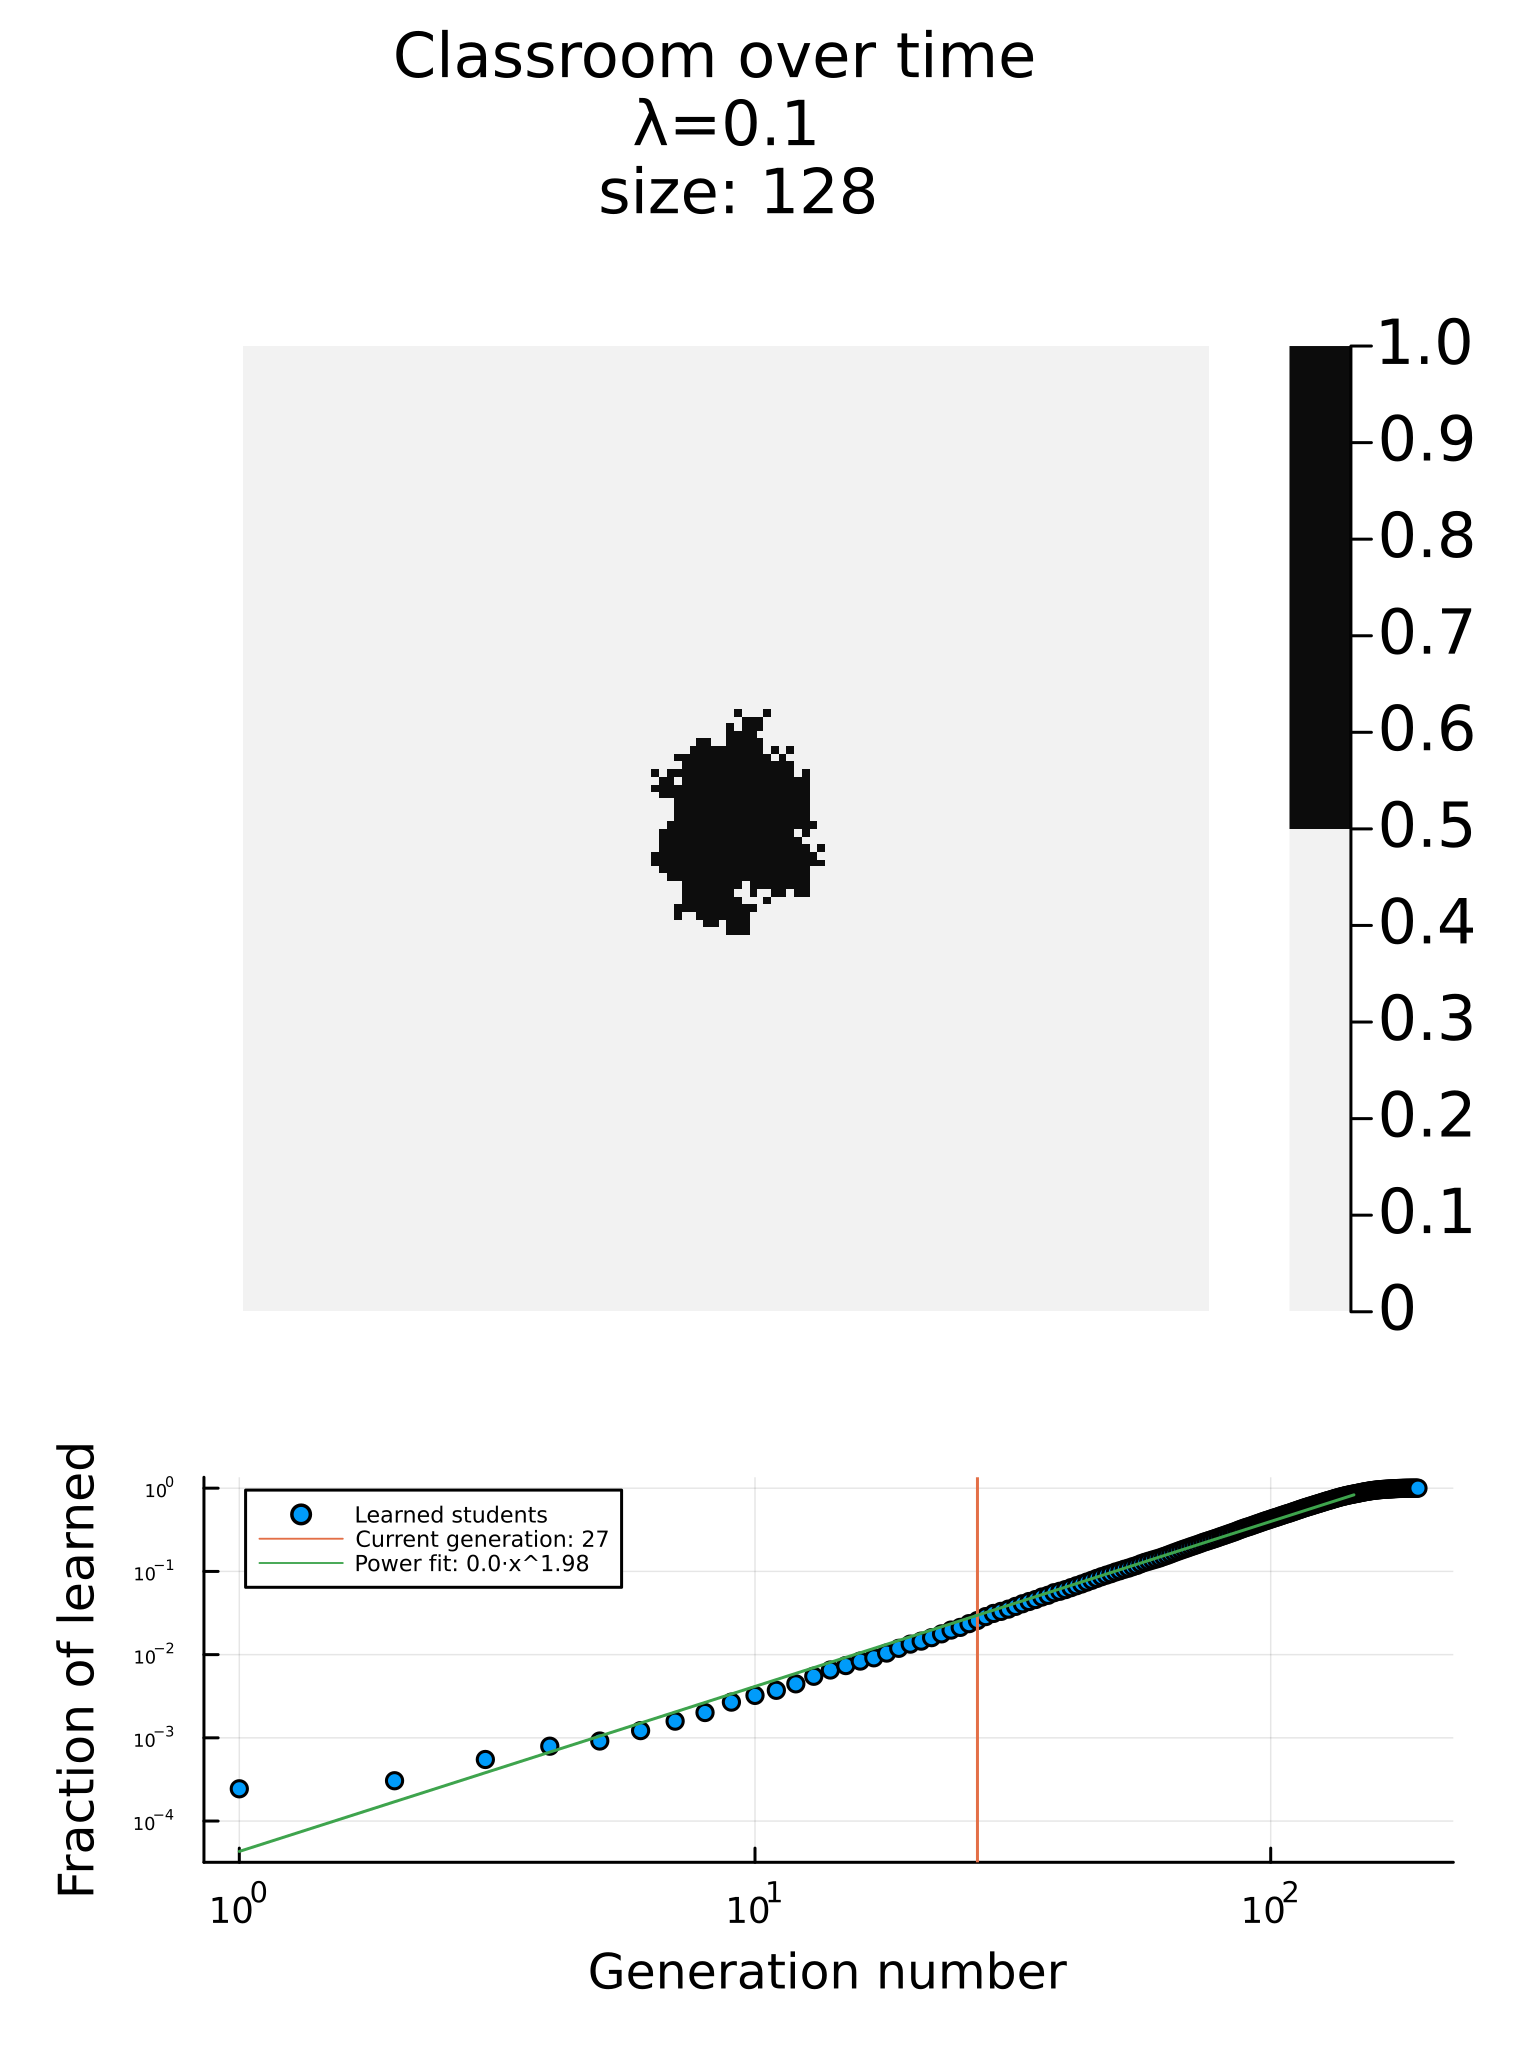 Classroom over time
λ=0.1
size: 128
1.0
0.9
0.8
0.7
0.6
0.5
0.4
0.3
0.2
0.1
0
Fraction of learned
10^0
10^-1
10^-2
10^-3
10^-4
Learned students
Current generation: 27
Power fit: 0.0·x^1.98
10^0 10^1 10^2
Generation number